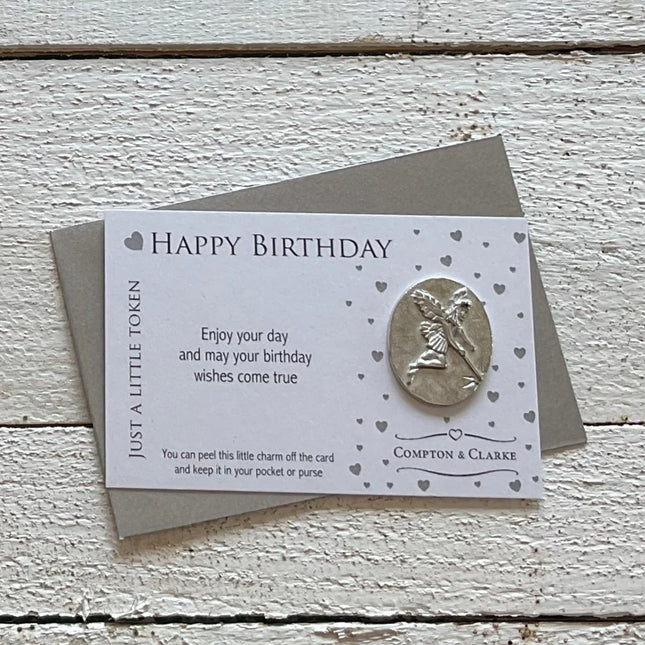 HAPPY BIRTHDAY
JUST A LITTLE TOKEN
Enjoy your day
and may your birthday
wishes come true
You can peel this little charm off the card
and keep it in your pocket or purse
COMPTON & CLARKE